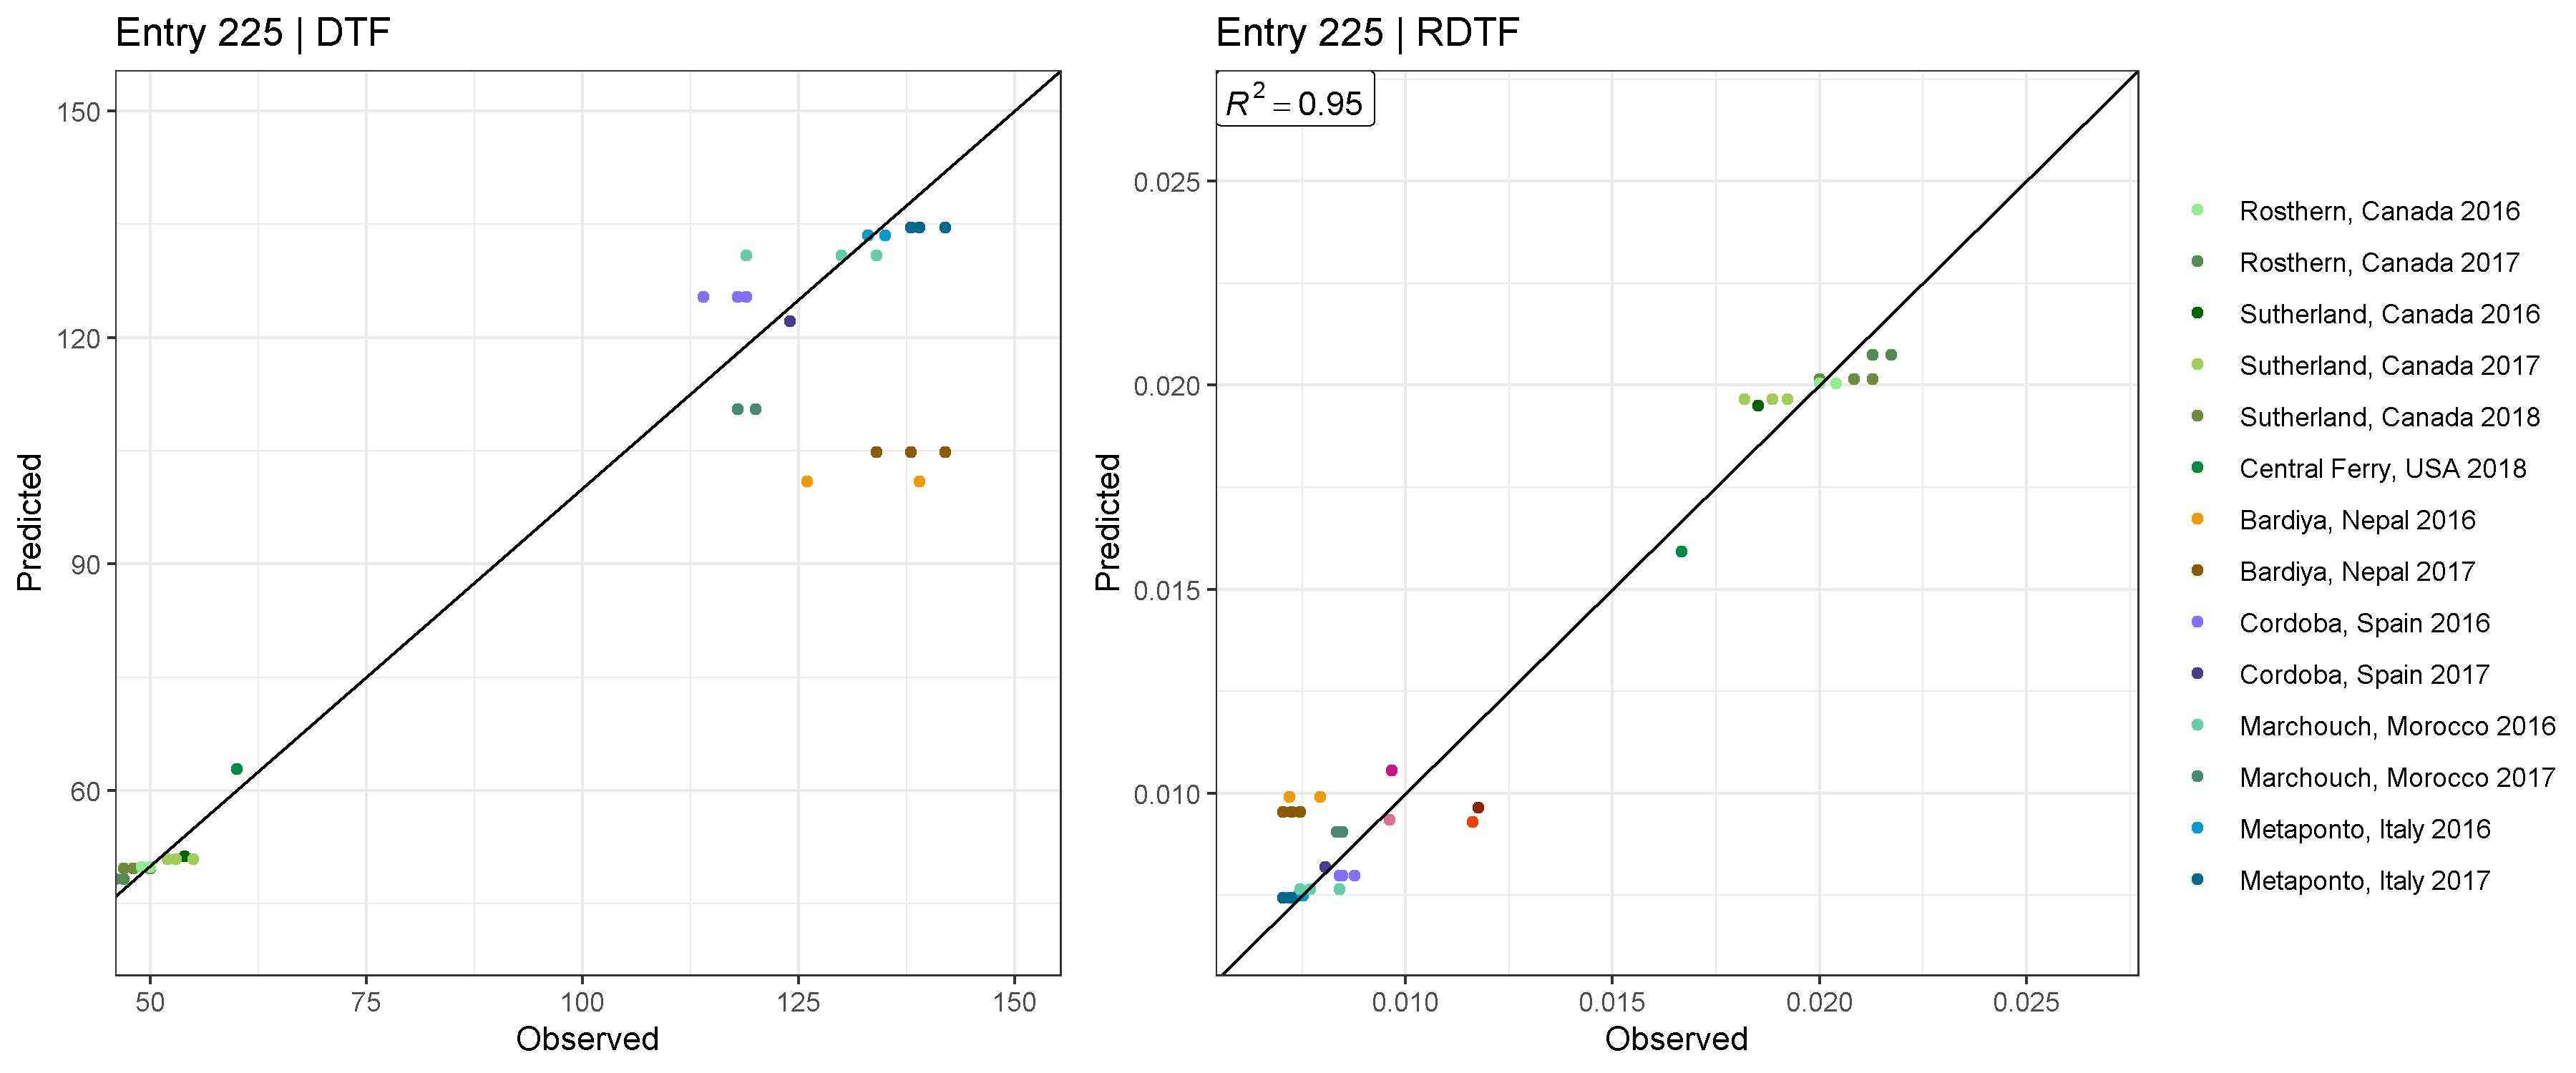 Entry 225 | DTF
150
120
90
60
50
75
100
125
150
Observed
Predicted
Entry 225 | RDTF
R² = 0.95
0.025
0.020
0.015
0.010
0.010
0.015
0.020
0.025
Observed
Predicted
Rosthern, Canada 2016
Rosthern, Canada 2017
Sutherland, Canada 2016
Sutherland, Canada 2017
Sutherland, Canada 2018
Central Ferry, USA 2018
Bardiya, Nepal 2016
Bardiya, Nepal 2017
Cordoba, Spain 2016
Cordoba, Spain 2017
Marchouch, Morocco 2016
Marchouch, Morocco 2017
Metaponto, Italy 2016
Metaponto, Italy 2017